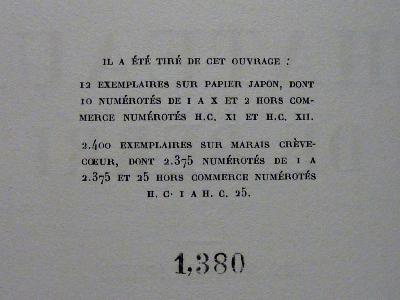 IL A ÉTÉ TIRÉ DE CET OUVRAGE :
12 EXEMPLAIRES SUR PAPIER JAPON, DONT
10 NUMÉROTÉS DE I A X ET 2 HORS COM-
MERCE NUMÉROTÉS H.C. XI ET H.C. XII.
2.400 EXEMPLAIRES SUR MARAIS CRÈVE-
CŒUR, DONT 2.375 NUMÉROTÉS DE 1 A
2.375 ET 25 HORS COMMERCE NUMÉROTÉS
H. C. 1 A H. C. 25.
1,380